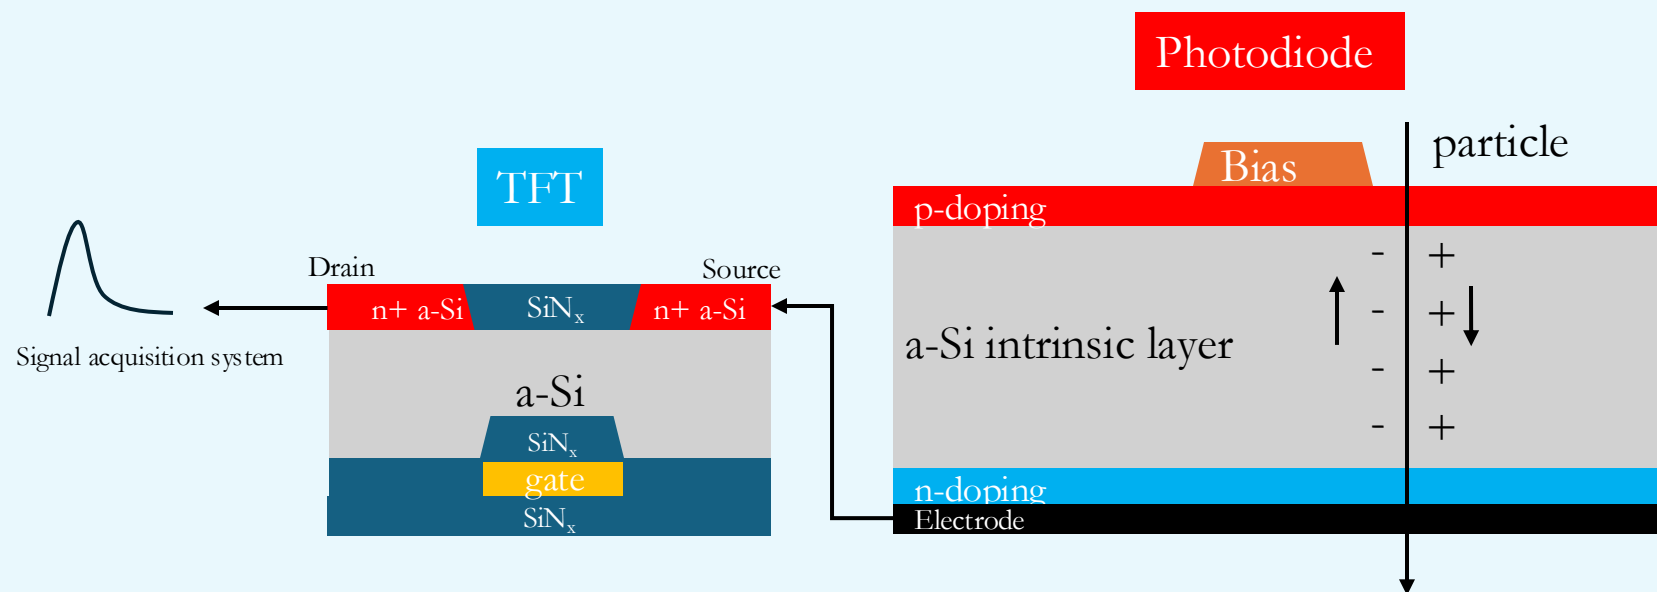 Photodiode
particle
TFT
Bias
p-doping
- +
Drain
Source
n+ a-Si
SiNₓ
n+ a-Si
- +
a-Si intrinsic layer
Signal acquisition system
- +
a-Si
- +
SiNₓ
gate
n-doping
SiNₓ
Electrode